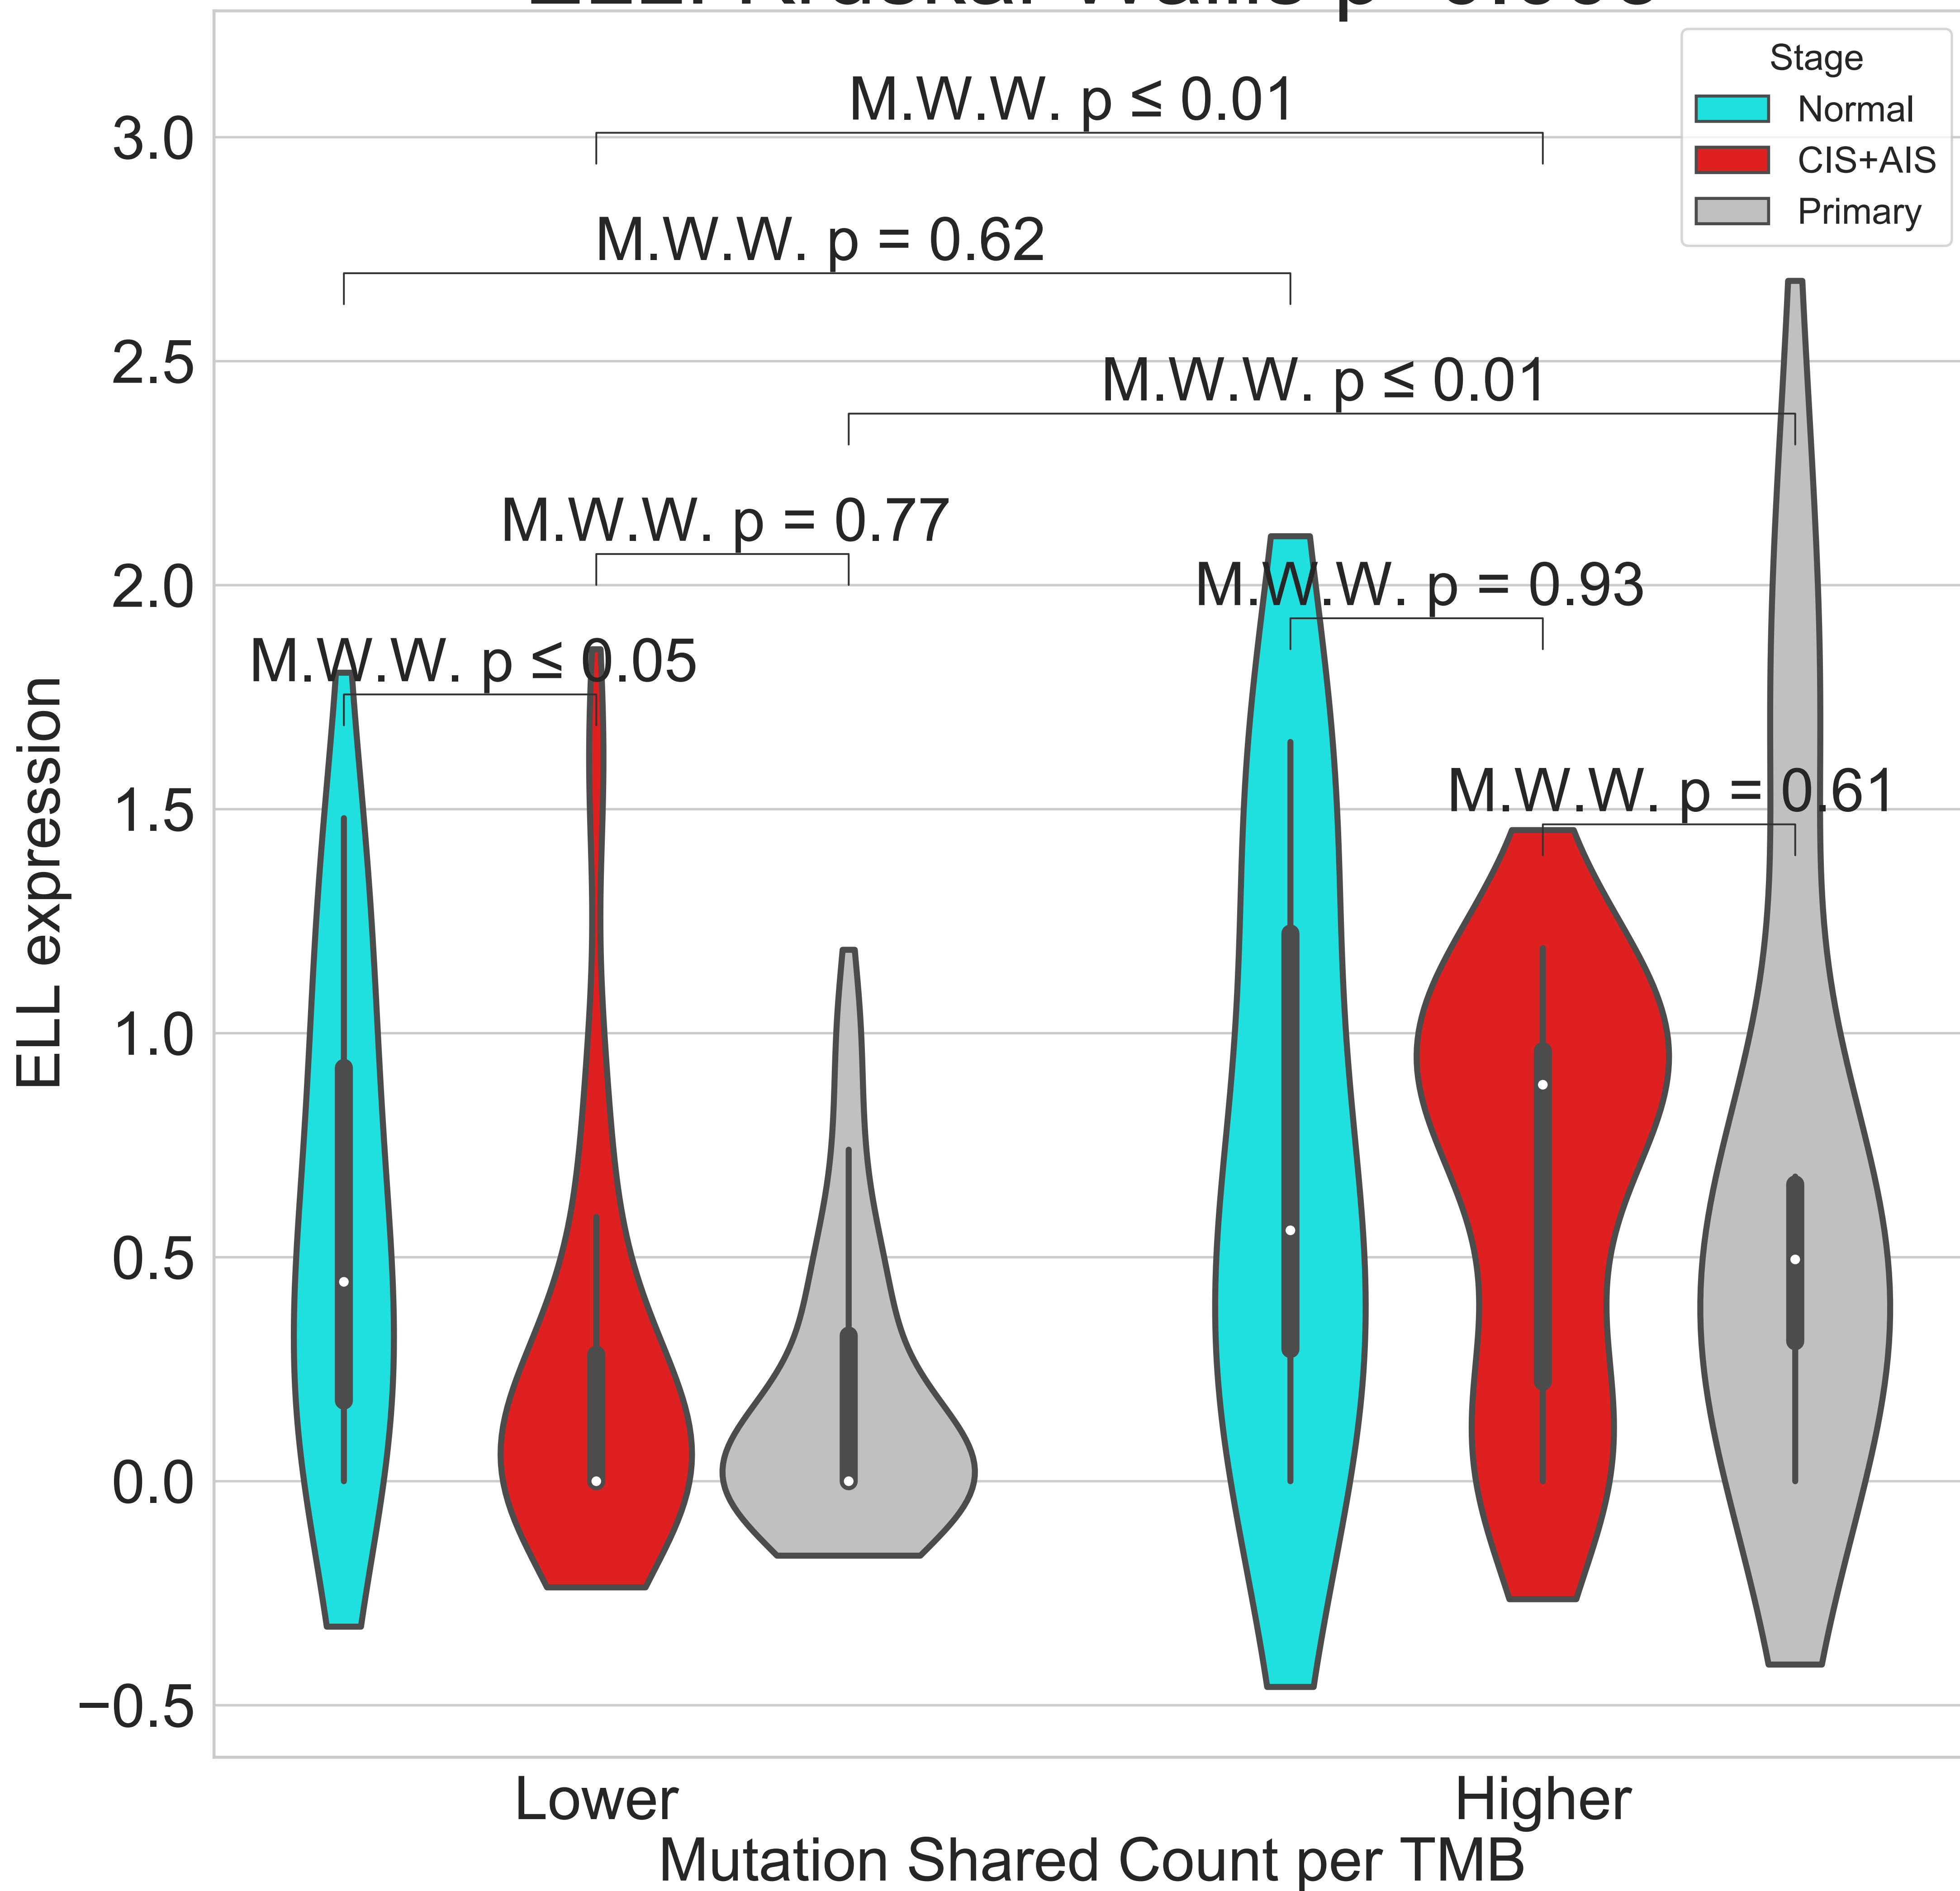 Stage
Normal
CIS+AIS
Primary
M.W.W. p ≤ 0.01
3.0
M.W.W. p = 0.62
2.5
M.W.W. p ≤ 0.01
M.W.W. p = 0.77
2.0
M.W.W. p = 0.93
M.W.W. p ≤ 0.05
1.5
M.W.W. p = 0.61
1.0
0.5
0.0
−0.5
ELL expression
Lower
Higher
Mutation Shared Count per TMB